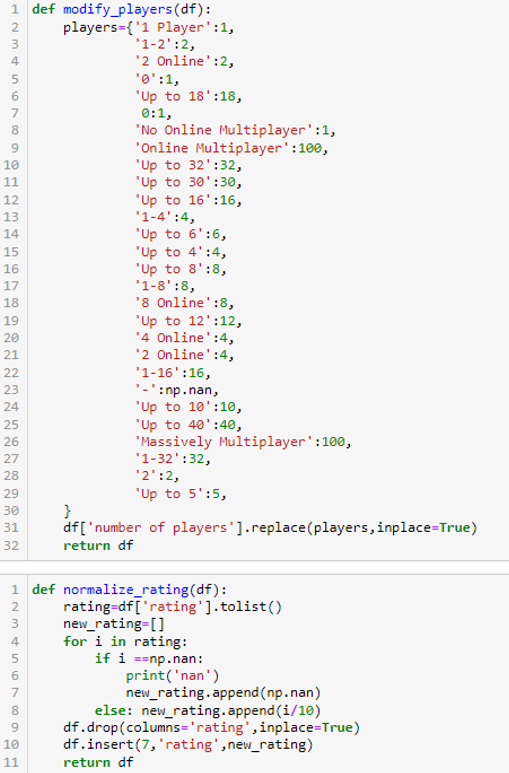 1 def modify_players(df):
2     players={'1 Player':1,
3              '1-2':2,
4              '2 Online':2,
5              '0':1,
6              'Up to 18':18,
7               0:1,
8              'No Online Multiplayer':1,
9              'Online Multiplayer':100,
10              'Up to 32':32,
11              'Up to 30':30,
12              'Up to 16':16,
13              '1-4':4,
14              'Up to 6':6,
15              'Up to 4':4,
16              'Up to 8':8,
17              '1-8':8,
18              '8 Online':8,
19              'Up to 12':12,
20              '4 Online':4,
21              '2 Online':4,
22              '1-16':16,
23              '-':np.nan,
24              'Up to 10':10,
25              'Up to 40':40,
26              'Massively Multiplayer':100,
27              '1-32':32,
28              '2':2,
29              'Up to 5':5,
30     }
31     df['number of players'].replace(players,inplace=True)
32     return df
1 def normalize_rating(df):
2     rating=df['rating'].tolist()
3     new_rating=[]
4     for i in rating:
5         if i ==np.nan:
6             print('nan')
7             new_rating.append(np.nan)
8         else: new_rating.append(i/10)
9     df.drop(columns='rating',inplace=True)
10     df.insert(7,'rating',new_rating)
11     return df